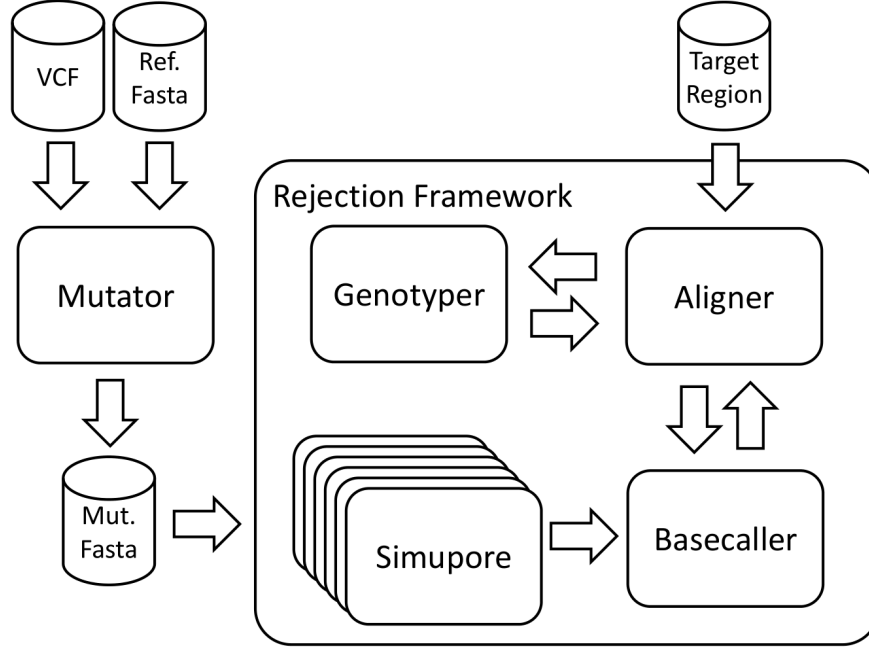 VCF
Ref.
Fasta
Target
Region
Rejection Framework
Mutator
Genotyper
Aligner
Mut.
Fasta
Simupore
Basecaller